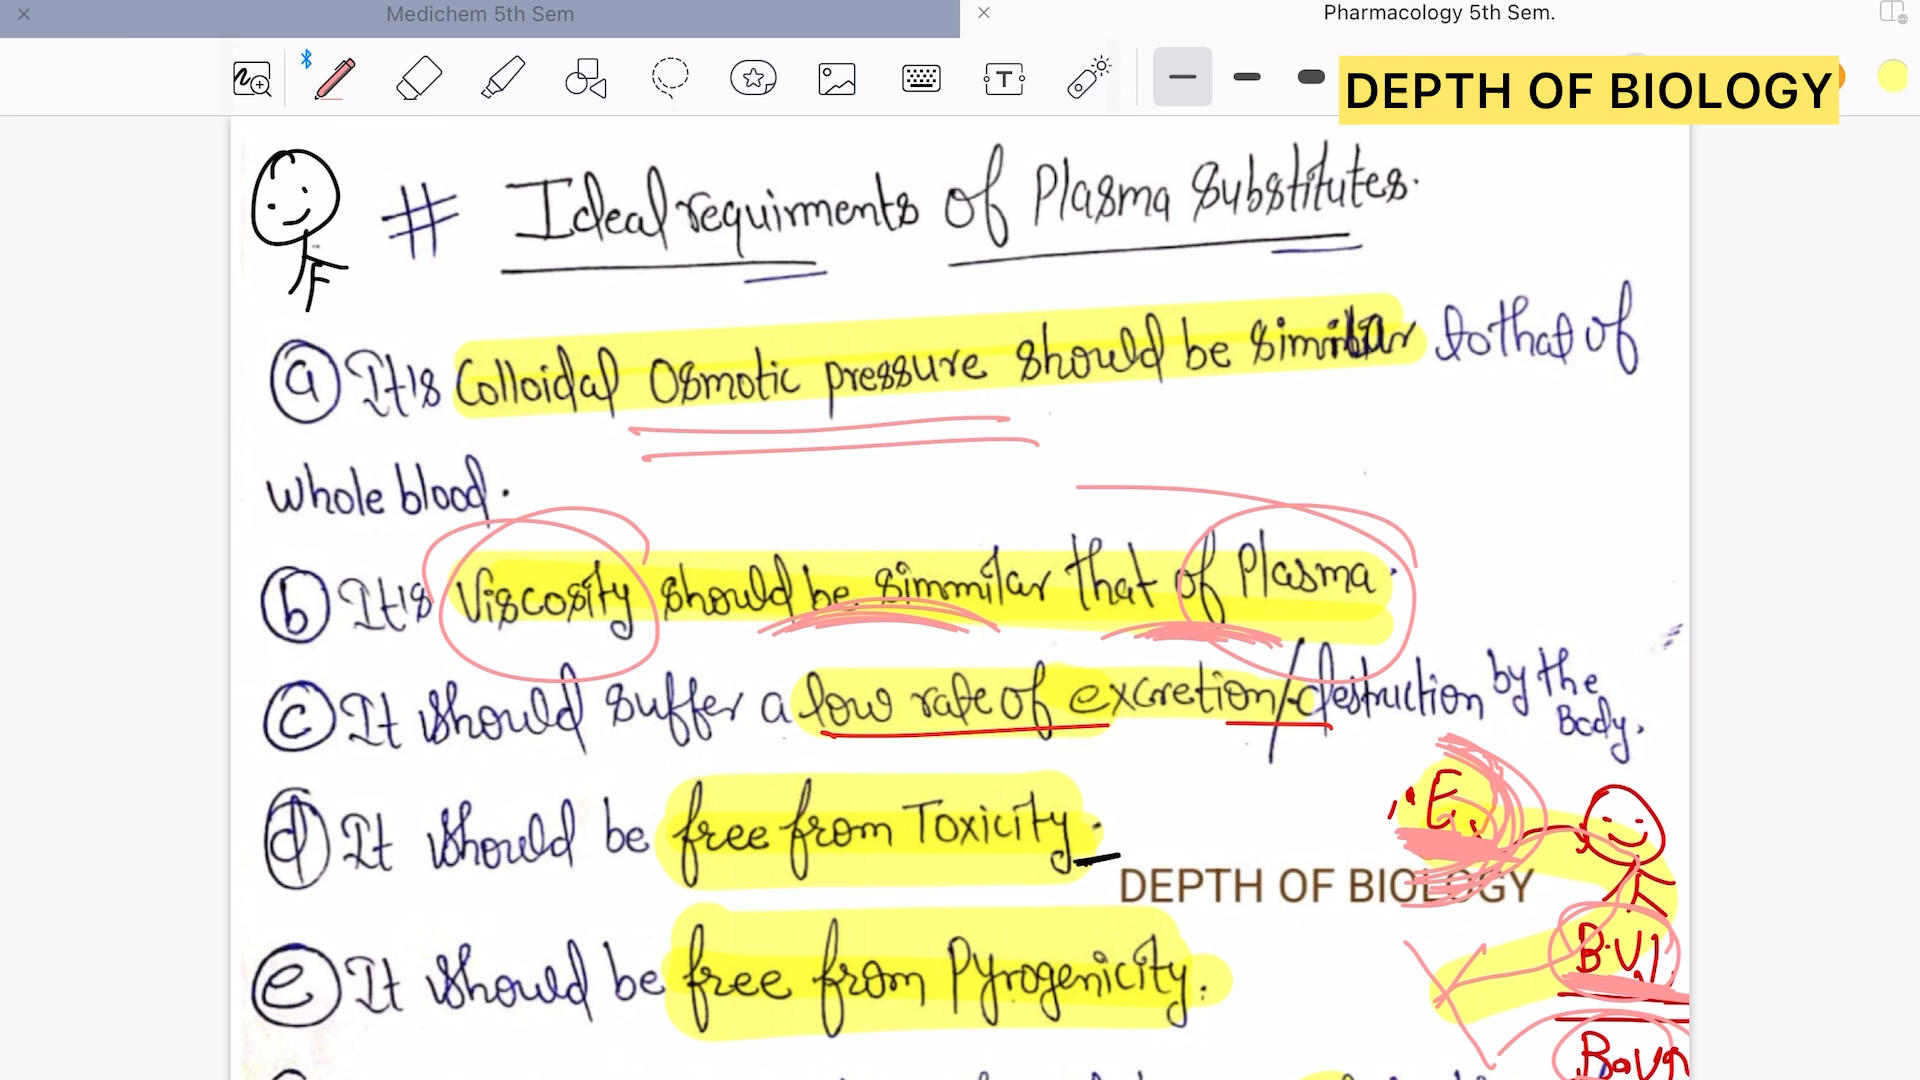 Medichem 5th Sem
Pharmacology 5th Sem.
DEPTH OF BIOLOGY
# Ideal requirments of Plasma Substitutes.
(a) It's Colloidal Osmotic pressure should be similar to that of
whole blood.
(b) It's Viscosity should be simmilar that of Plasma.
(c) It should suffer a low rate of excretion/destruction by the Body.
(d) It should be free from Toxicity.
DEPTH OF BIOLOGY
(e) It should be free from Pyrogenicity.
B.V↓